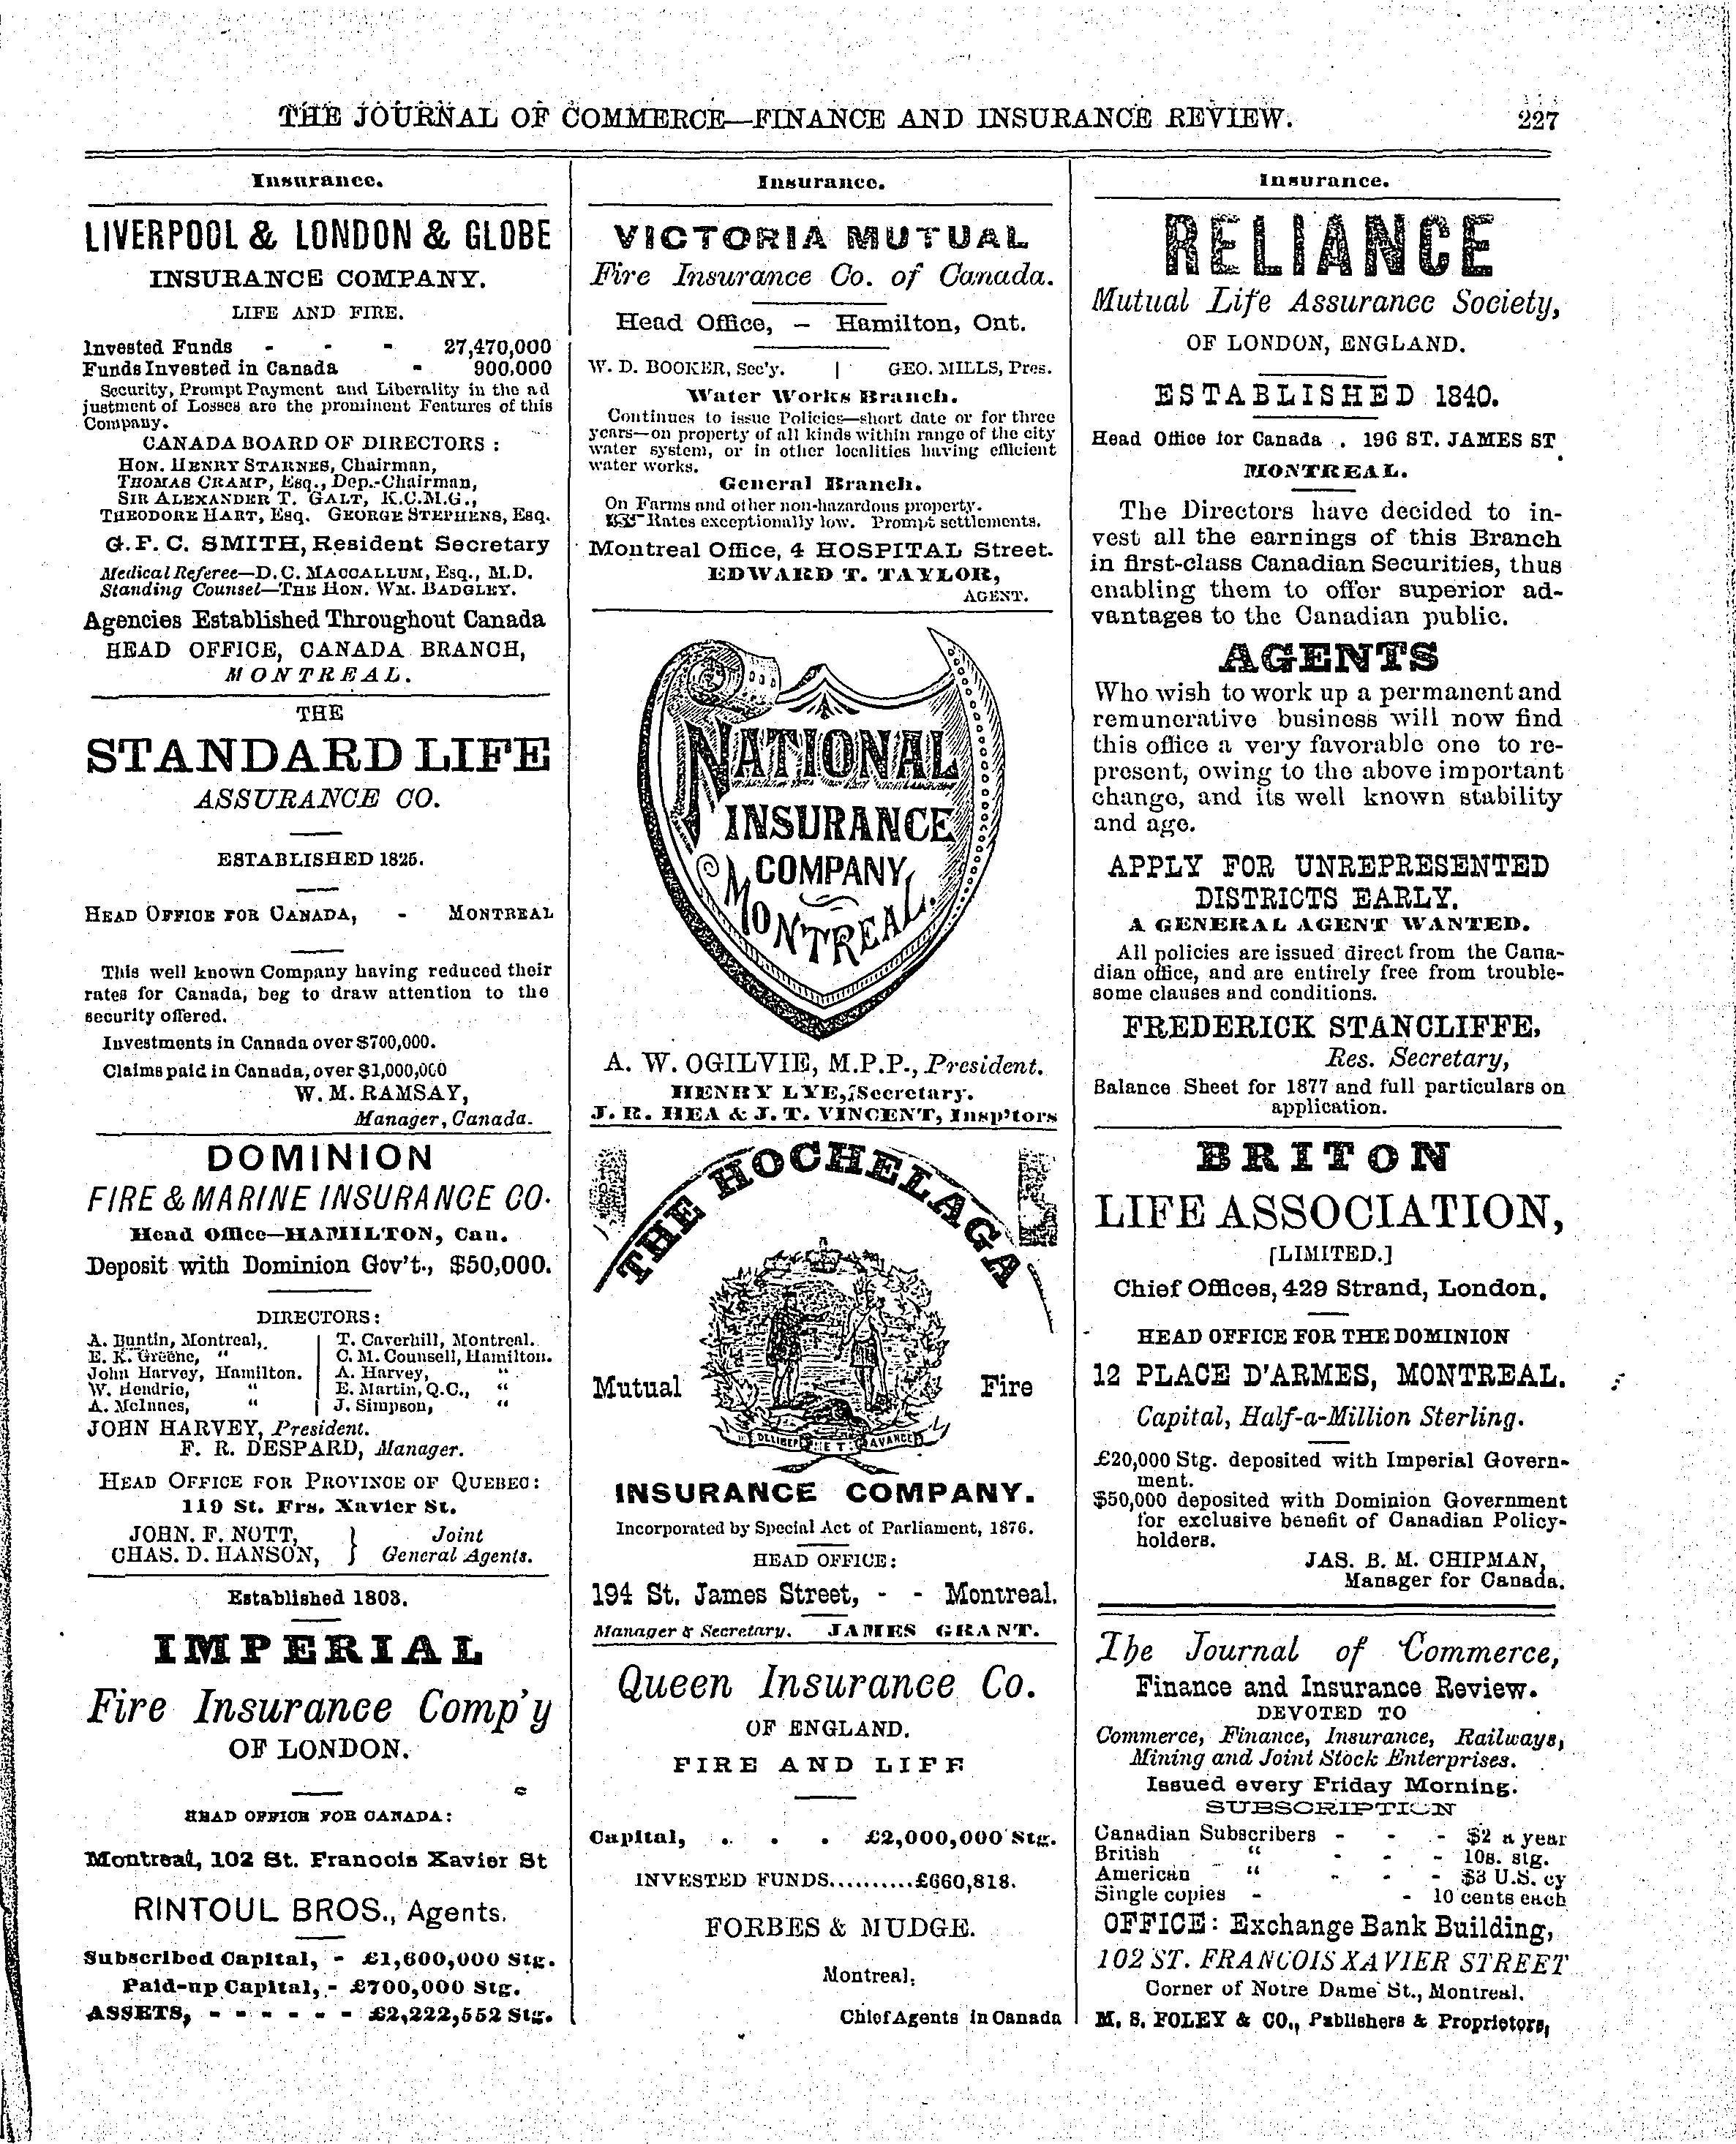 THE JOURNAL OF COMMERCE—FINANCE AND INSURANCE REVIEW. 227
Insurance.
LIVERPOOL & LONDON & GLOBE
INSURANCE COMPANY.
LIFE AND FIRE.
Invested Funds - - - 27,470,000
Funds Invested in Canada - 900,000
Security, Prompt Payment and Liberality in the ad
justment of Losses are the prominent Features of this
Company.
CANADA BOARD OF DIRECTORS :
HON. HENRY STARNES, Chairman,
THOMAS CRAMP, Esq., Dep.-Chairman,
SIR ALEXANDER T. GALT, K.C.M.G.,
THEODORE HART, Esq. GEORGE STEPHENS, Esq.
G. F. C. SMITH, Resident Secretary
Medical Referee—D. C. MACCALLUM, Esq., M.D.
Standing Counsel—THE HON. WM. BADGLEY.
Agencies Established Throughout Canada
HEAD OFFICE, CANADA BRANCH,
MONTREAL.
THE
STANDARD LIFE
ASSURANCE CO.
ESTABLISHED 1825.
HEAD OFFICE FOR CANADA, - MONTREAL
This well known Company having reduced their
rates for Canada, beg to draw attention to the
security offered.
Investments in Canada over $700,000.
Claims paid in Canada, over $1,000,000
W. M. RAMSAY,
Manager, Canada.
DOMINION
FIRE & MARINE INSURANCE CO.
Head Office—HAMILTON, Can.
Deposit with Dominion Gov't., $50,000.
DIRECTORS :
A. Buntin, Montreal, T. Caverhill, Montreal.
E. K. Greene, " C. M. Counsell, Hamilton.
John Harvey, Hamilton. A. Harvey, "
W. Hendrie, " E. Martin, Q.C., "
A. McInnes, " J. Simpson, "
JOHN HARVEY, President.
F. R. DESPARD, Manager.
HEAD OFFICE FOR PROVINCE OF QUEBEC:
119 St. Frs. Xavier St.
JOHN. F. NOTT, } Joint
CHAS. D. HANSON, General Agents.
Established 1803.
IMPERIAL
Fire Insurance Comp'y
OF LONDON.
HEAD OFFICE FOR CANADA:
Montreal, 102 St. Francois Xavier St
RINTOUL BROS., Agents.
Subscribed Capital, - £1,600,000 Stg.
Paid-up Capital, - £700,000 Stg.
ASSETS, - - - - - - £2,222,552 Stg.
Insurance.
VICTORIA MUTUAL
Fire Insurance Co. of Canada.
Head Office, - Hamilton, Ont.
W. D. BOOKER, Sec'y. | GEO. MILLS, Pres.
Water Works Branch.
Continues to issue Policies—short date or for three
years—on property of all kinds within range of the city
water system, or in other localities having efficient
water works.
General Branch.
On Farms and other non-hazardous property.
Rates exceptionally low. Prompt settlements.
Montreal Office, 4 HOSPITAL Street.
EDWARD T. TAYLOR,
AGENT.
NATIONAL
INSURANCE
COMPANY,
MONTREAL.
A. W. OGILVIE, M.P.P., President.
HENRY LYE, Secretary.
J. R. HEA & J. T. VINCENT, Insp'tors
THE HOCHELAGA
Mutual Fire
INSURANCE COMPANY.
Incorporated by Special Act of Parliament, 1876.
HEAD OFFICE:
194 St. James Street, - - Montreal.
Manager & Secretary. JAMES GRANT.
Queen Insurance Co.
OF ENGLAND.
FIRE AND LIFE
Capital, . . . £2,000,000 Stg.
INVESTED FUNDS..........£660,818.
FORBES & MUDGE.
Montreal,
Chief Agents in Canada
Insurance.
RELIANCE
Mutual Life Assurance Society,
OF LONDON, ENGLAND.
ESTABLISHED 1840.
Head Office for Canada . 196 ST. JAMES ST.
MONTREAL.
The Directors have decided to in-
vest all the earnings of this Branch
in first-class Canadian Securities, thus
enabling them to offer superior ad-
vantages to the Canadian public.
AGENTS
Who wish to work up a permanent and
remunerative business will now find
this office a very favorable one to re-
present, owing to the above important
change, and its well known stability
and age.
APPLY FOR UNREPRESENTED
DISTRICTS EARLY.
A GENERAL AGENT WANTED.
All policies are issued direct from the Cana-
dian office, and are entirely free from trouble-
some clauses and conditions.
FREDERICK STANCLIFFE,
Res. Secretary,
Balance Sheet for 1877 and full particulars on
application.
BRITON
LIFE ASSOCIATION,
[LIMITED.]
Chief Offices, 429 Strand, London.
HEAD OFFICE FOR THE DOMINION
12 PLACE D'ARMES, MONTREAL.
Capital, Half-a-Million Sterling.
£20,000 Stg. deposited with Imperial Govern-
ment.
$50,000 deposited with Dominion Government
for exclusive benefit of Canadian Policy-
holders.
JAS. B. M. CHIPMAN,
Manager for Canada.
The Journal of Commerce,
Finance and Insurance Review.
DEVOTED TO
Commerce, Finance, Insurance, Railways,
Mining and Joint Stock Enterprises.
Issued every Friday Morning.
SUBSCRIPTION
Canadian Subscribers - - - $2 a year
British " - - - 10s. stg.
American " - - - $3 U.S. cy
Single copies - - 10 cents each
OFFICE: Exchange Bank Building,
102 ST. FRANCOIS XAVIER STREET
Corner of Notre Dame St., Montreal.
M. S. FOLEY & CO., Publishers & Proprietors,